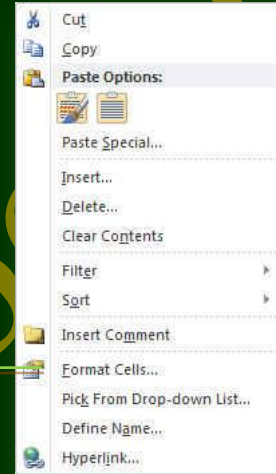 Cut
Copy
Paste Options:
Paste Special...
Insert...
Delete...
Clear Contents
Filter
Sort
Insert Comment
Format Cells...
Pick From Drop-down List...
Define Name...
Hyperlink...